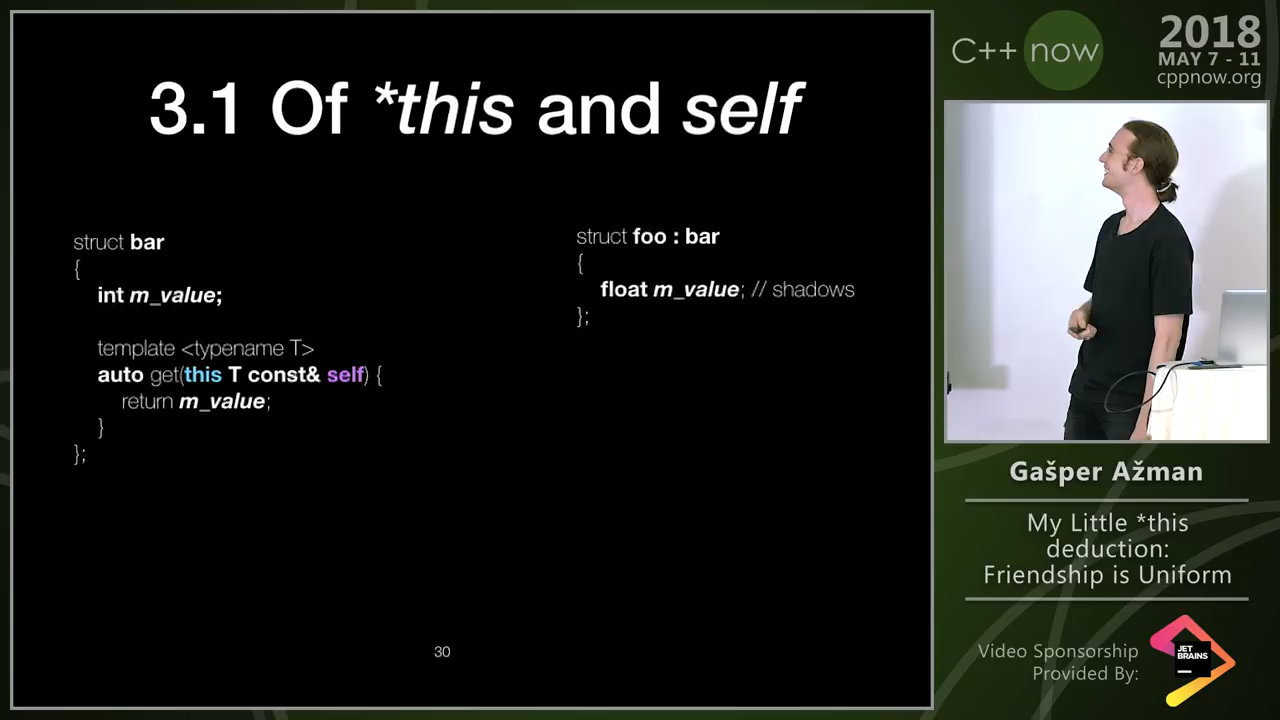 3.1 Of *this and self
struct bar
{
int m_value;
template <typename T>
auto get(this T const& self) {
return m_value;
}
};
struct foo : bar
{
float m_value; // shadows
};
30
C++ now
2018
MAY 7 - 11
cppnow.org
Gašper Ažman
My Little *this
deduction:
Friendship is Uniform
Video Sponsorship
Provided By:
JET
BRAINS